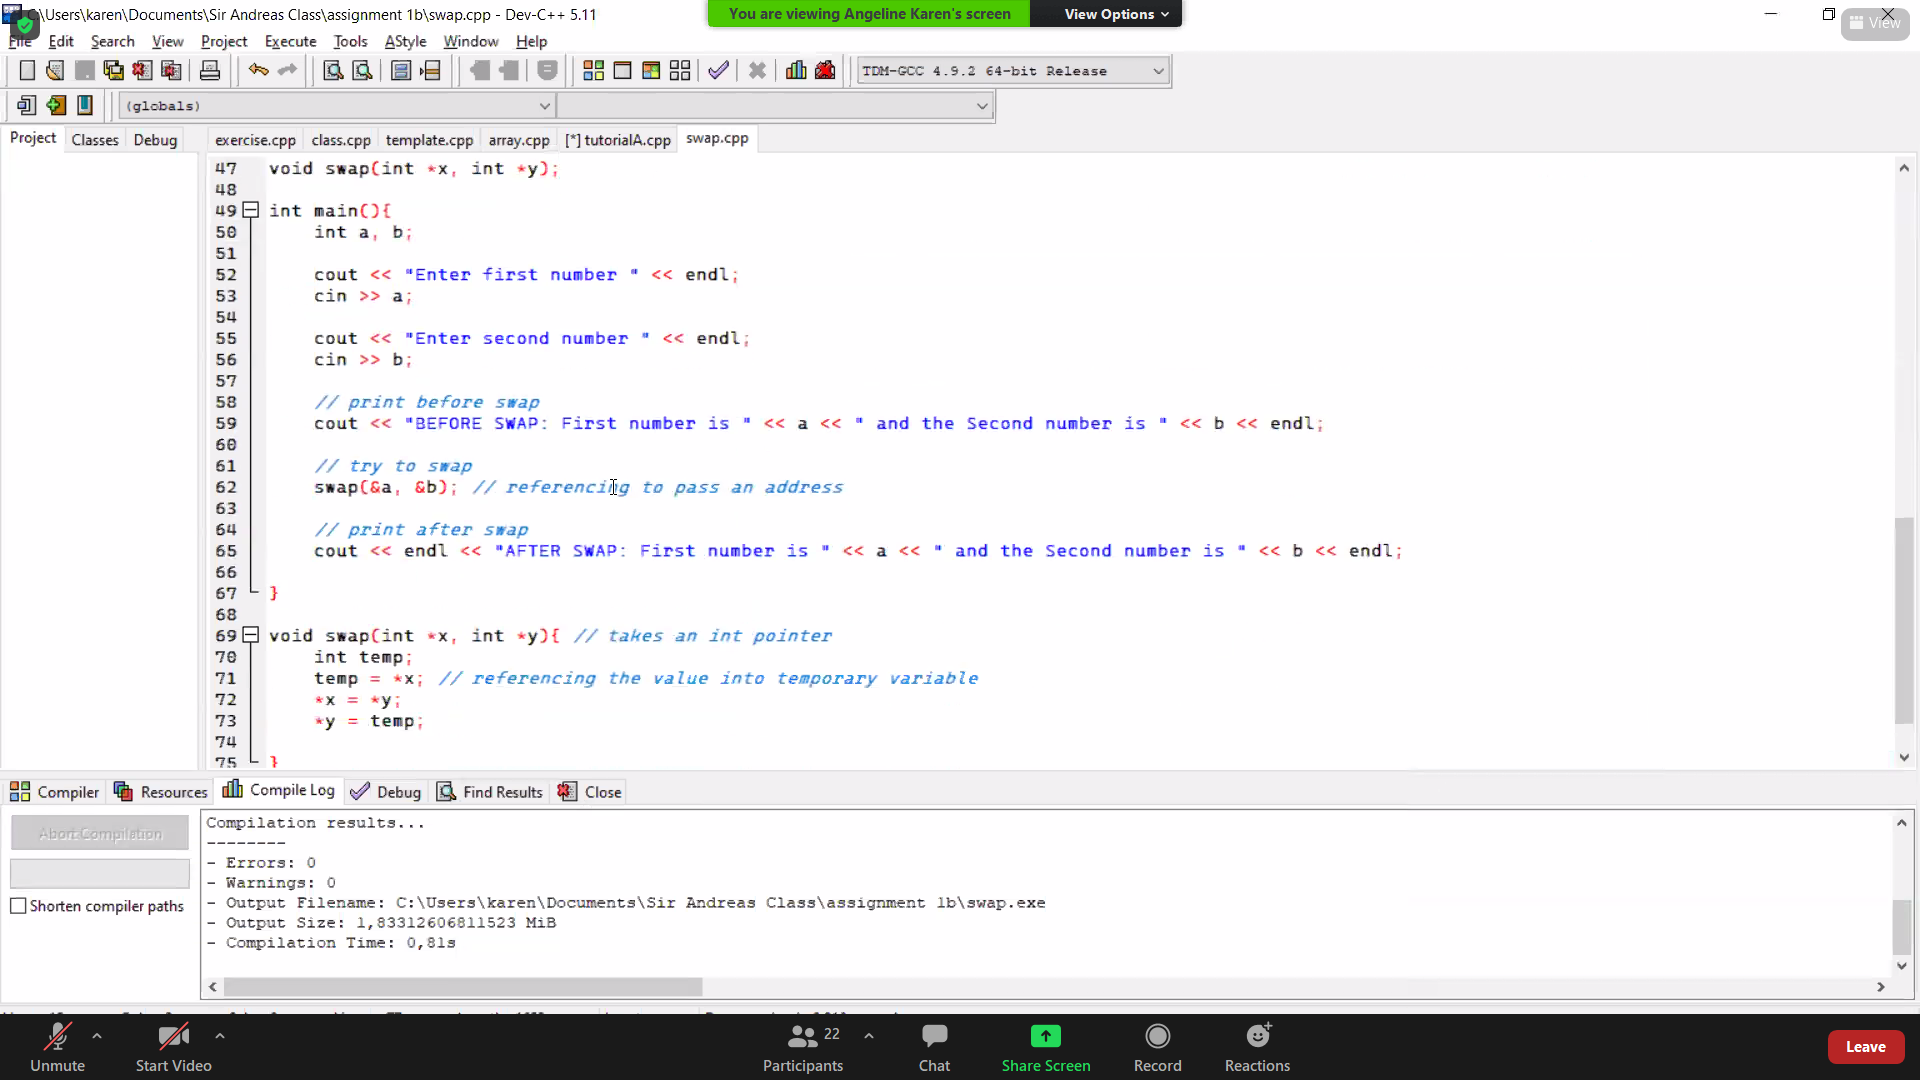 C:\Users\karen\Documents\Sir Andreas Class\assignment 1b\swap.cpp - Dev-C++ 5.11
You are viewing Angeline Karen's screen
View Options
View
File Edit Search View Project Execute Tools AStyle Window Help
TDM-GCC 4.9.2 64-bit Release
(globals)
Project Classes Debug
exercise.cpp class.cpp template.cpp array.cpp [*] tutorialA.cpp swap.cpp
47 void swap(int *x, int *y);
48
49 int main(){
50 int a, b;
51
52 cout << "Enter first number " << endl;
53 cin >> a;
54
55 cout << "Enter second number " << endl;
56 cin >> b;
57
58 // print before swap
59 cout << "BEFORE SWAP: First number is " << a << " and the Second number is " << b << endl;
60
61 // try to swap
62 swap(&a, &b); // referencing to pass an address
63
64 // print after swap
65 cout << endl << "AFTER SWAP: First number is " << a << " and the Second number is " << b << endl;
66
67 }
68
69 void swap(int *x, int *y){ // takes an int pointer
70 int temp;
71 temp = *x; // referencing the value into temporary variable
72 *x = *y;
73 *y = temp;
74
75 }
Compiler Resources Compile Log Debug Find Results Close
Abort Compilation
Shorten compiler paths
Compilation results...
--------
- Errors: 0
- Warnings: 0
- Output Filename: C:\Users\karen\Documents\Sir Andreas Class\assignment 1b\swap.exe
- Output Size: 1,83312606811523 MiB
- Compilation Time: 0,81s
Unmute
Start Video
Participants 22
Chat
Share Screen
Record
Reactions
Leave